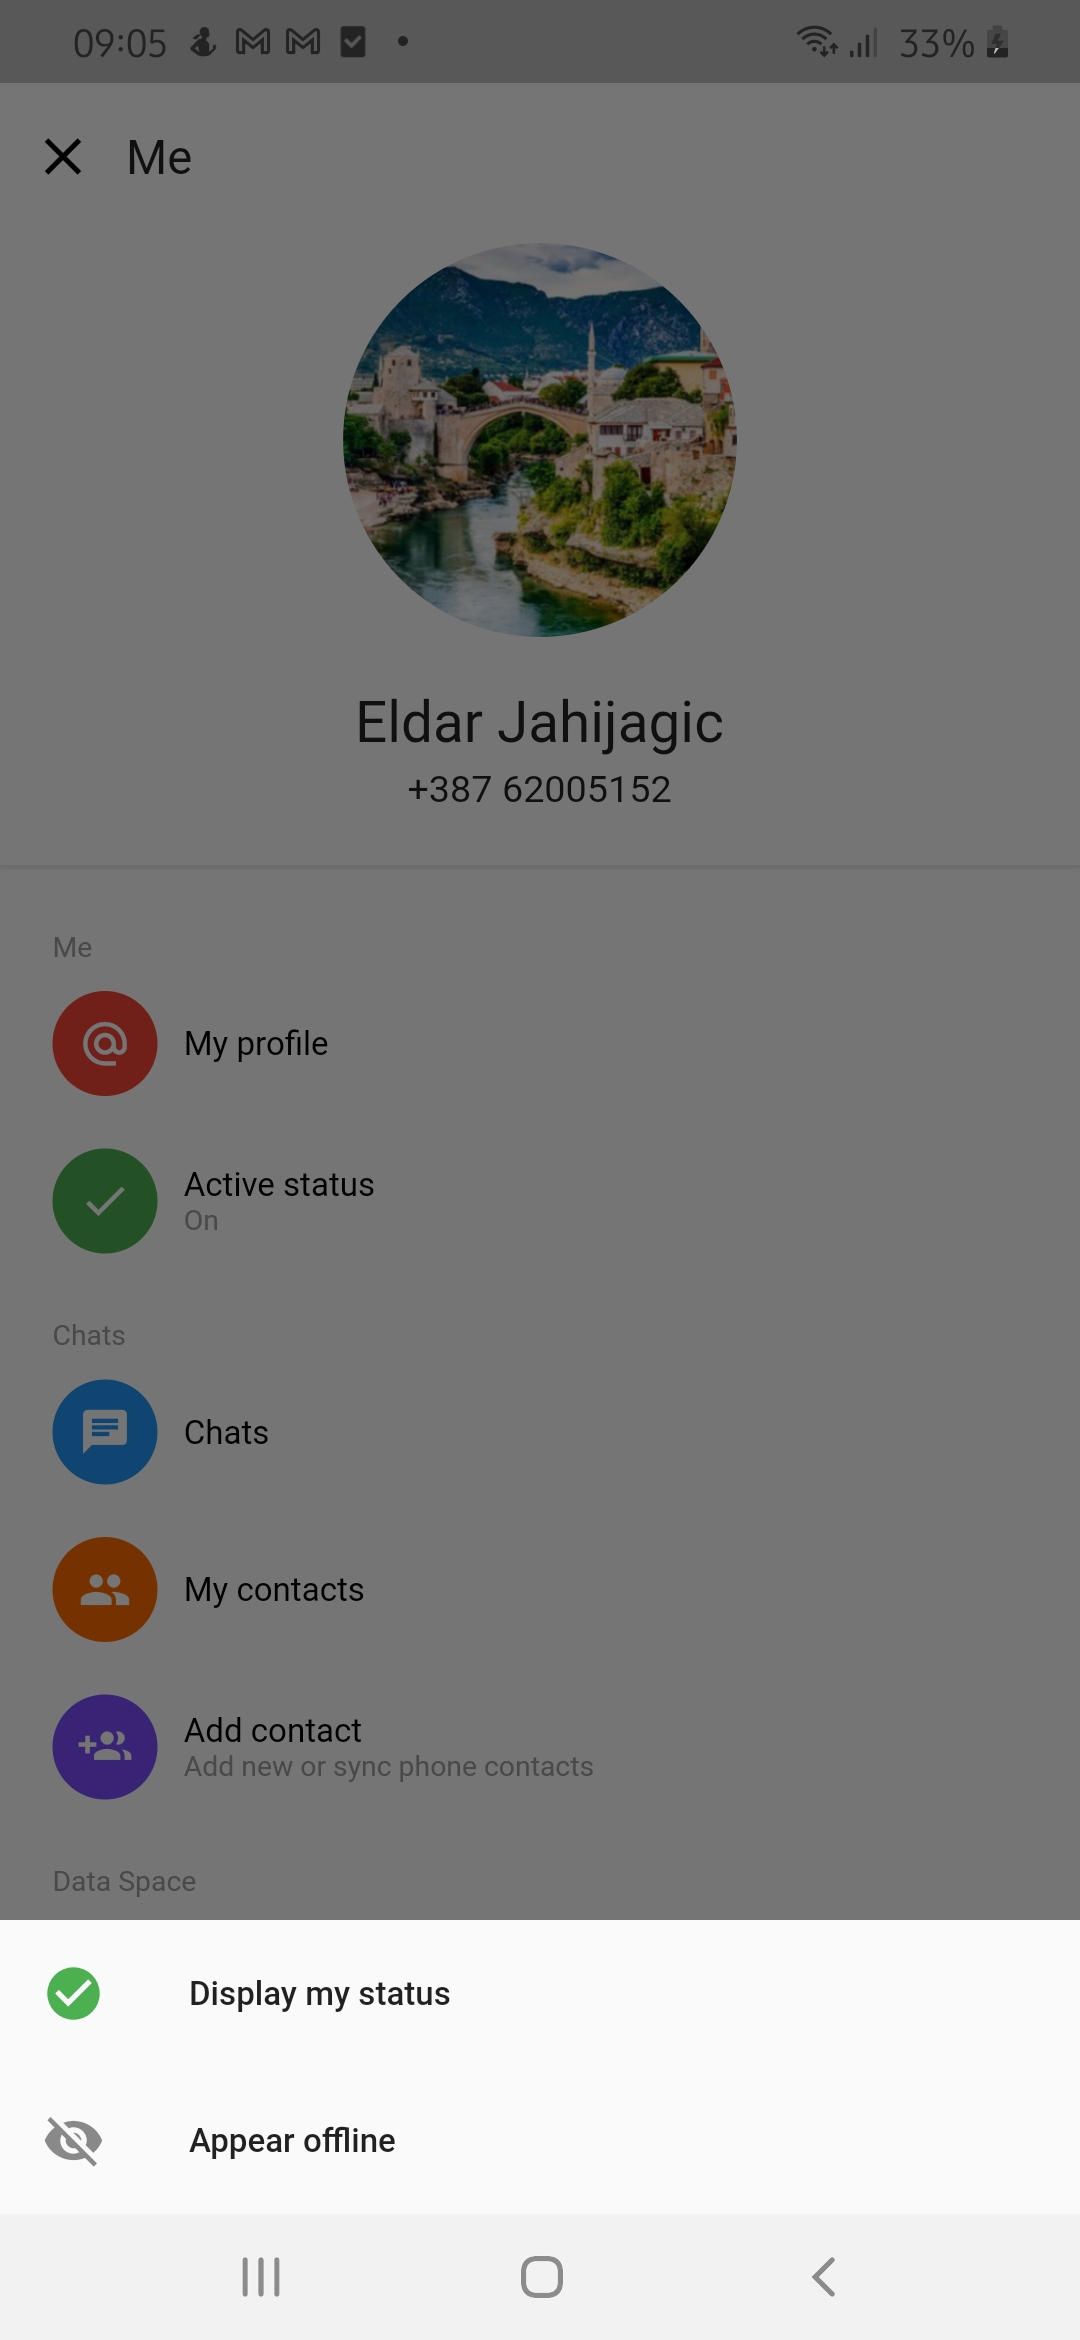 09:05
33%
Me
Eldar Jahijagic
+387 62005152
Me
My profile
Active status
On
Chats
Chats
My contacts
Add contact
Add new or sync phone contacts
Data Space
Display my status
Appear offline